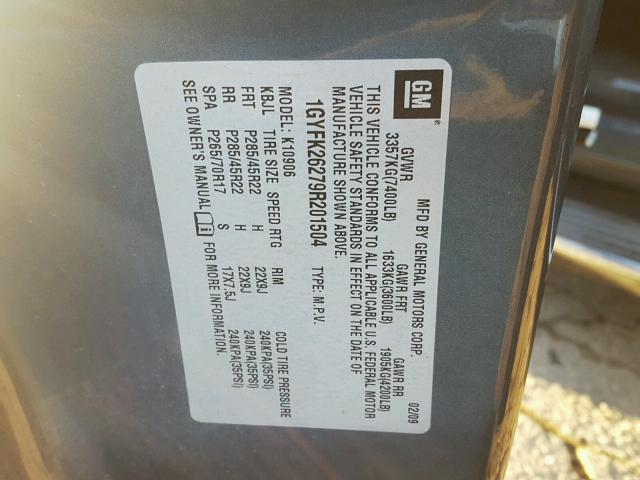 GM ®
MFD BY GENERAL MOTORS CORP. 02/09
GVWR GAWR FRT GAWR RR
3357KG(7400LB) 1633KG(3600LB) 1905KG(4200LB)
THIS VEHICLE CONFORMS TO ALL APPLICABLE U.S. FEDERAL MOTOR
VEHICLE SAFETY STANDARDS IN EFFECT ON THE DATE OF
MANUFACTURE SHOWN ABOVE.
1GYFK26279R201504 TYPE: M.P.V.
MODEL: K10906
KBJL TIRE SIZE SPEED RTG RIM COLD TIRE PRESSURE
FRT P285/45R22 H 22X9J 240KPA(35PSI)
RR P285/45R22 H 22X9J 240KPA(35PSI)
SPA P265/70R17 S 17X7.5J 240KPA(35PSI)
SEE OWNER'S MANUAL i FOR MORE INFORMATION.